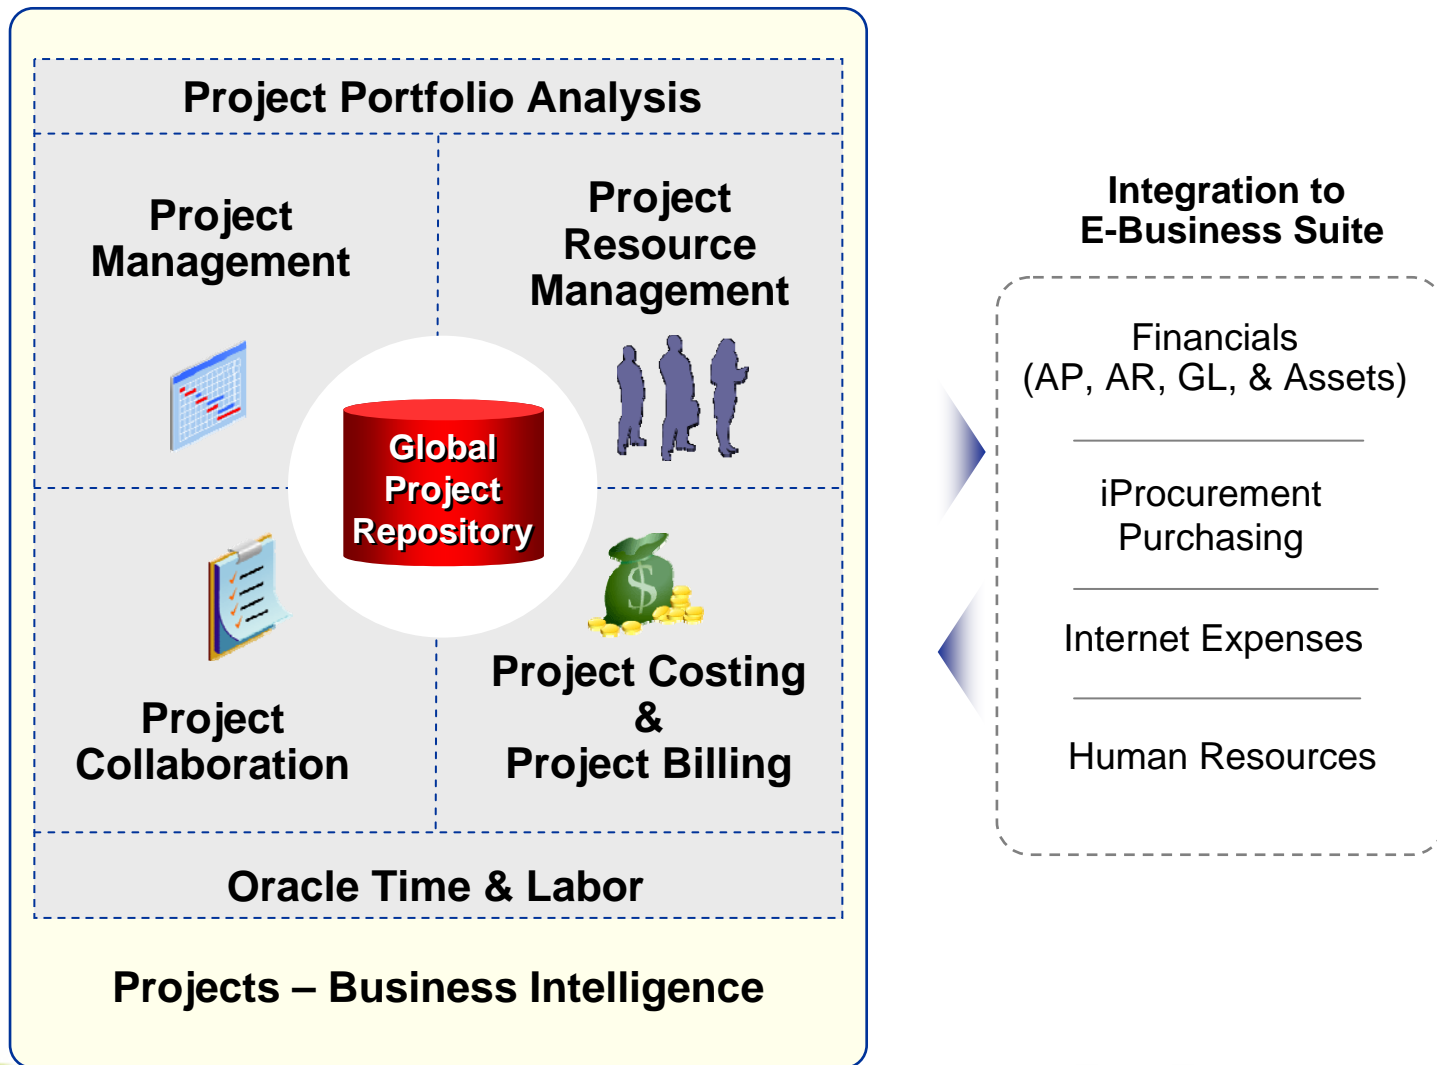 Project Portfolio Analysis
Project
Management
Project
Resource
Management
Global
Project
Repository
$
Project
Collaboration
Project Costing
&
Project Billing
Oracle Time & Labor
Projects – Business Intelligence
Integration to
E-Business Suite
Financials
(AP, AR, GL, & Assets)
iProcurement
Purchasing
Internet Expenses
Human Resources